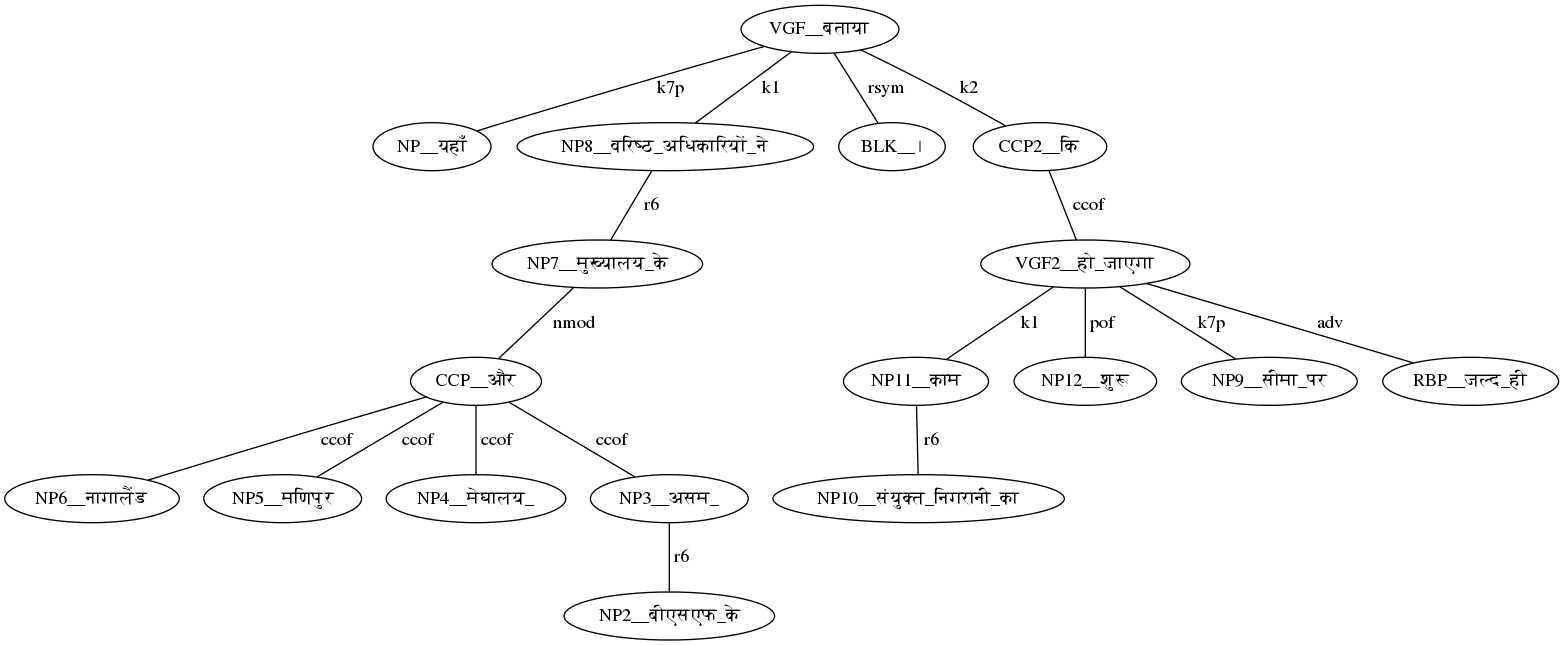 VGF__बताया
k7p k1 rsym k2
NP__यहाँ NP8__वरिष्ठ_अधिकारियों_ने BLK__। CCP2__कि
r6 ccof
NP7__मुख्यालय_के VGF2__हो_जाएगा
nmod k1 pof k7p adv
CCP__और NP11__काम NP12__शुरू NP9__सीमा_पर RBP__जल्द_ही
ccof ccof ccof ccof r6
NP6__नागालैंड NP5__मणिपुर NP4__मेघालय_ NP3__असम_ NP10__संयुक्त_निगरानी_का
r6
NP2__बीएसएफ_के